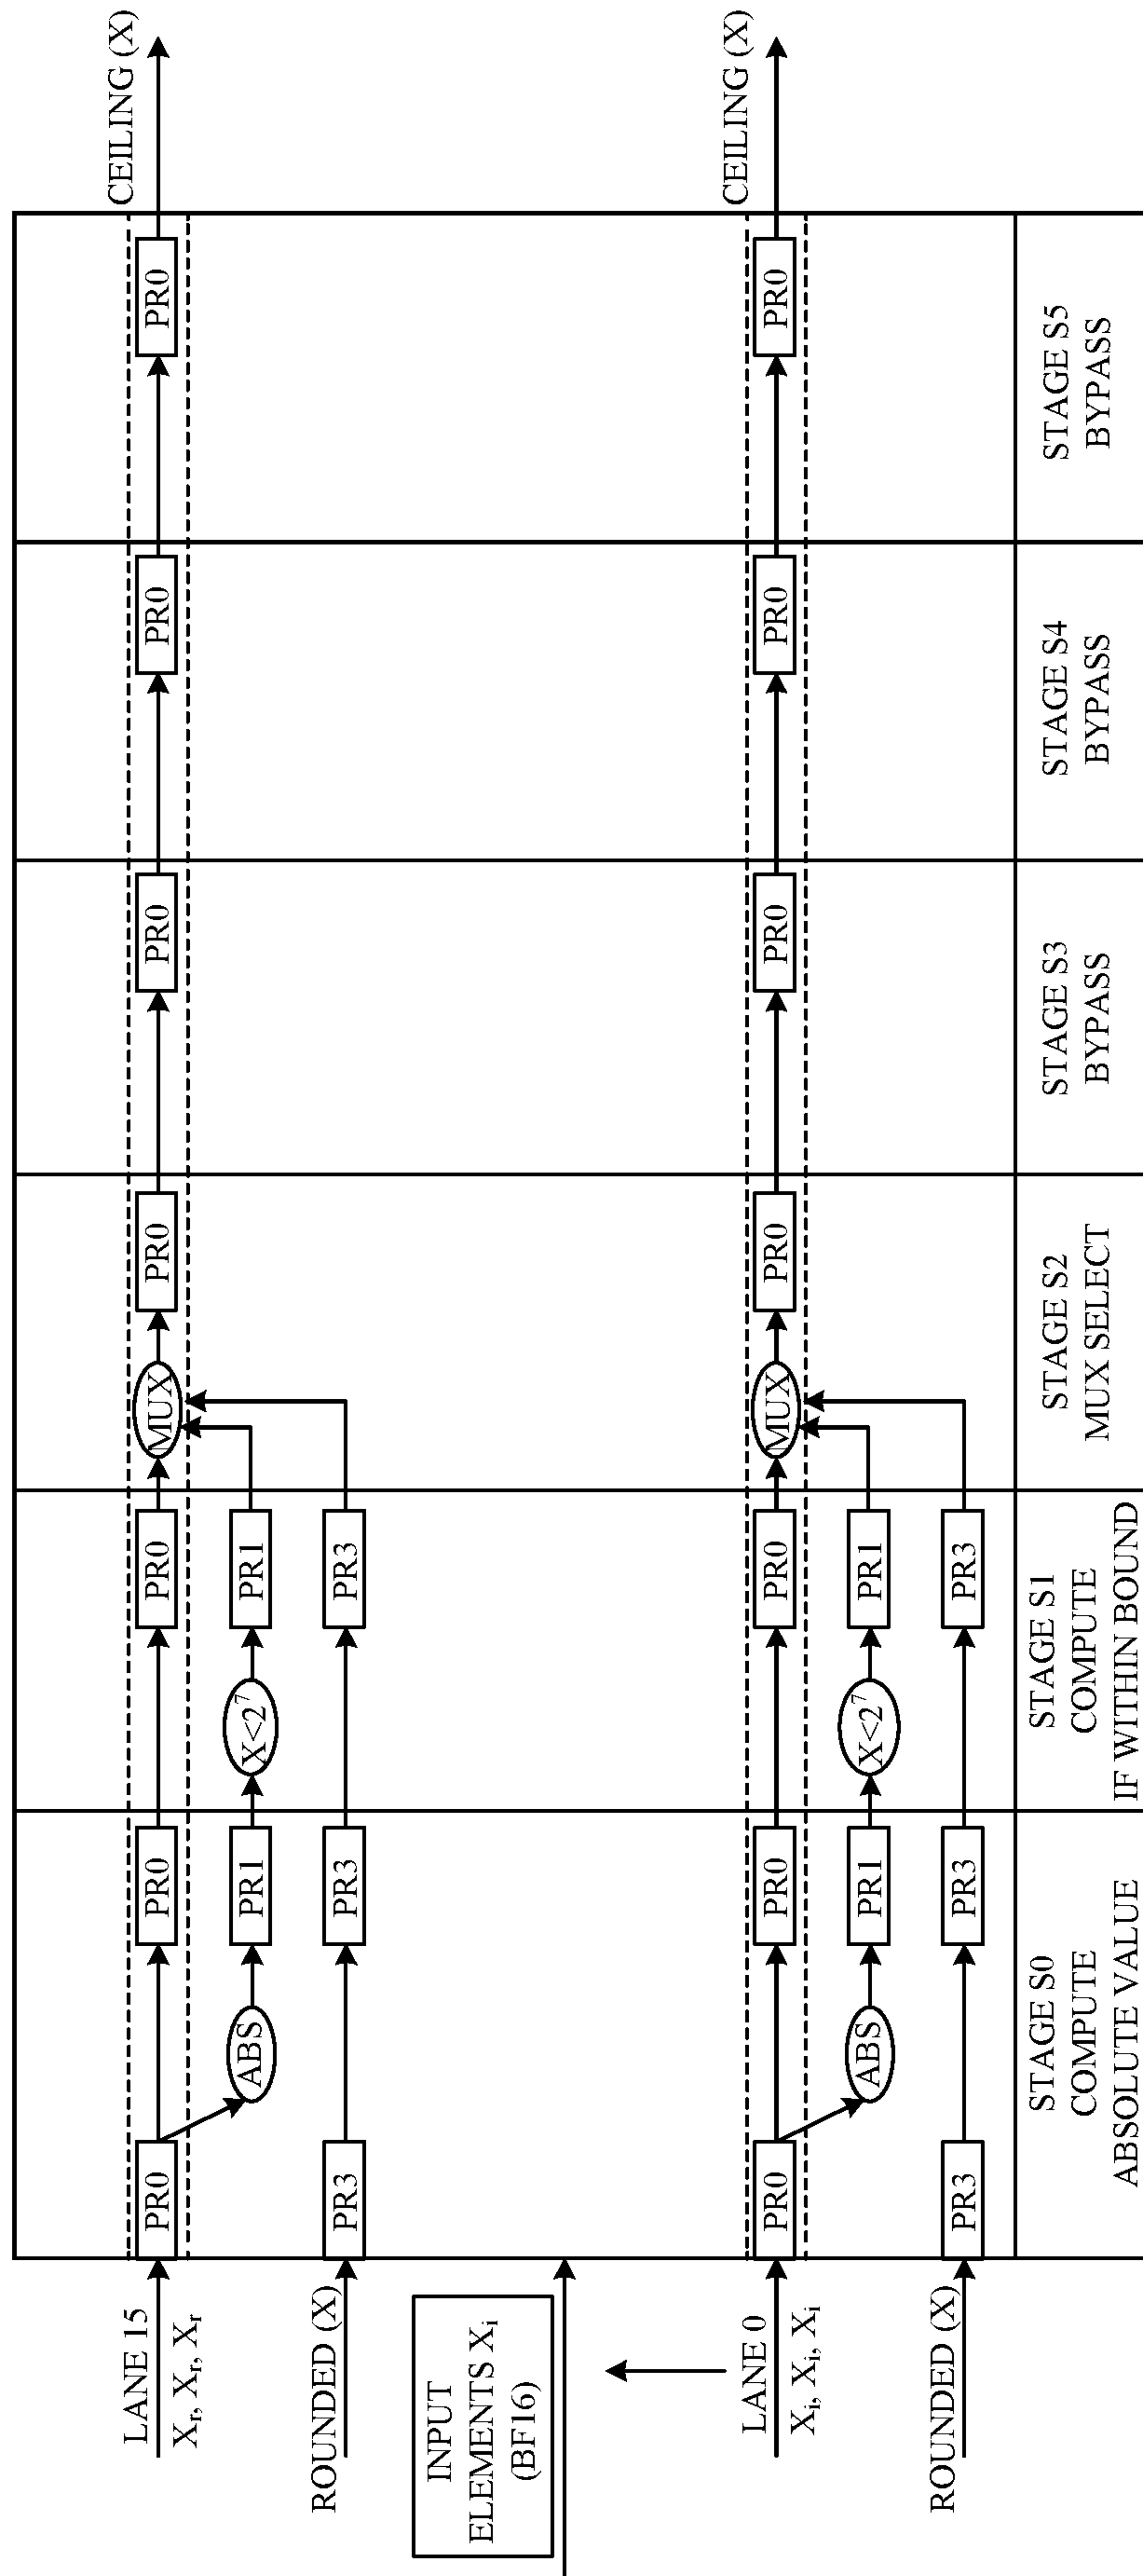 LANE 15
Xr, Xr, Xr
PR0
PR0
PR0
MUX
PR0
PR0
PR0
PR0
CEILING (X)
ABS
PR1
X<2⁷
PR1
ROUNDED (X)
PR3
PR3
PR3
INPUT
ELEMENTS Xi
(BF16)
LANE 0
Xi, Xi, Xi
PR0
PR0
PR0
MUX
PR0
PR0
PR0
PR0
CEILING (X)
ABS
PR1
X<2⁷
PR1
ROUNDED (X)
PR3
PR3
PR3
STAGE S0
COMPUTE
ABSOLUTE VALUE
STAGE S1
COMPUTE
IF WITHIN BOUND
STAGE S2
MUX SELECT
STAGE S3
BYPASS
STAGE S4
BYPASS
STAGE S5
BYPASS